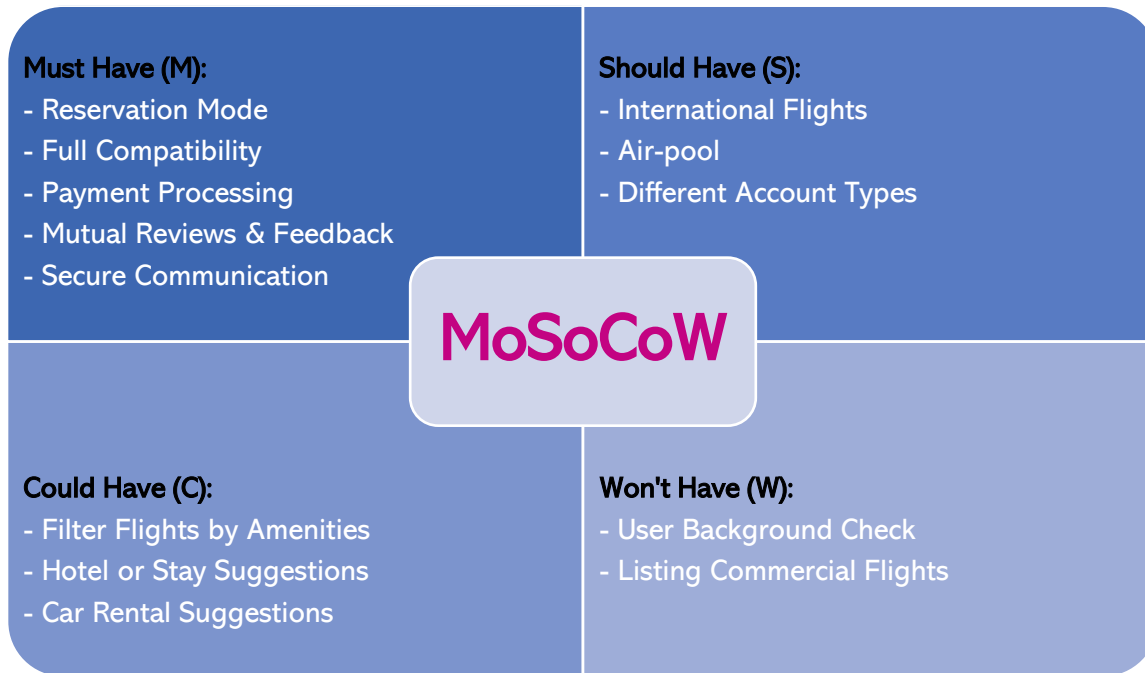 Must Have (M):
- Reservation Mode
- Full Compatibility
- Payment Processing
- Mutual Reviews & Feedback
- Secure Communication
Should Have (S):
- International Flights
- Air-pool
- Different Account Types
MoSoCoW
Could Have (C):
- Filter Flights by Amenities
- Hotel or Stay Suggestions
- Car Rental Suggestions
Won't Have (W):
- User Background Check
- Listing Commercial Flights